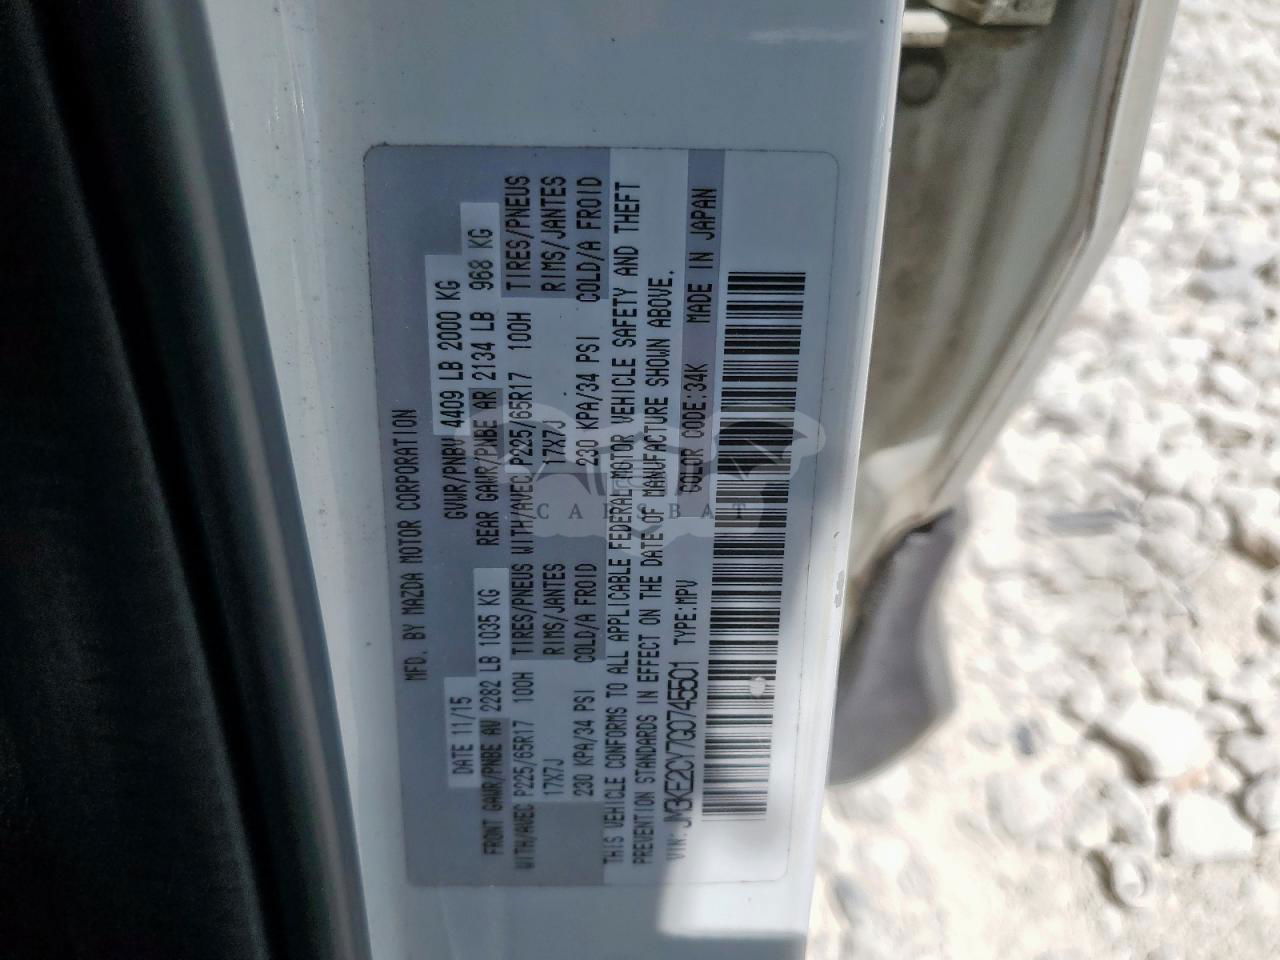 MFD. BY MAZDA MOTOR CORPORATION
DATE 11/15 GVWR/PNBV 4409 LB 2000 KG
FRONT GAWR/PNBE AV 2282 LB 1035 KG REAR GAWR/PNBE AR 2134 LB 968 KG
WITH/AVEC P225/65R17 100H TIRES/PNEUS WITH/AVEC P225/65R17 100H TIRES/PNEUS
17X7J RIMS/JANTES 17X7J RIMS/JANTES
230 KPA/34 PSI COLD/A FROID 230 KPA/34 PSI COLD/A FROID
THIS VEHICLE CONFORMS TO ALL APPLICABLE FEDERAL MOTOR VEHICLE SAFETY AND THEFT
PREVENTION STANDARDS IN EFFECT ON THE DATE OF MANUFACTURE SHOWN ABOVE.
VIN: JM3KE2CY7G0745501 TYPE:MPV COLOR CODE:34K MADE IN JAPAN
CARSBAT